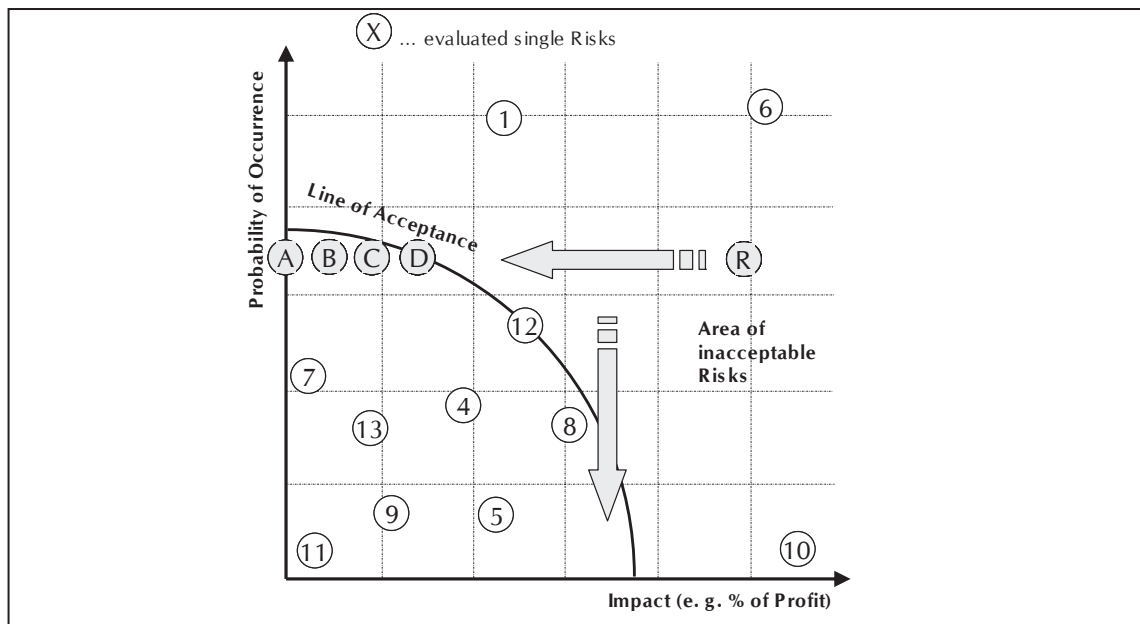 X ... evaluated single Risks
Probability of Occurrence
1
6
Line of Acceptance
A B C D
R
12
Area of
inacceptable
Risks
7
4
8
13
9
5
11
10
Impact (e. g. % of Profit)